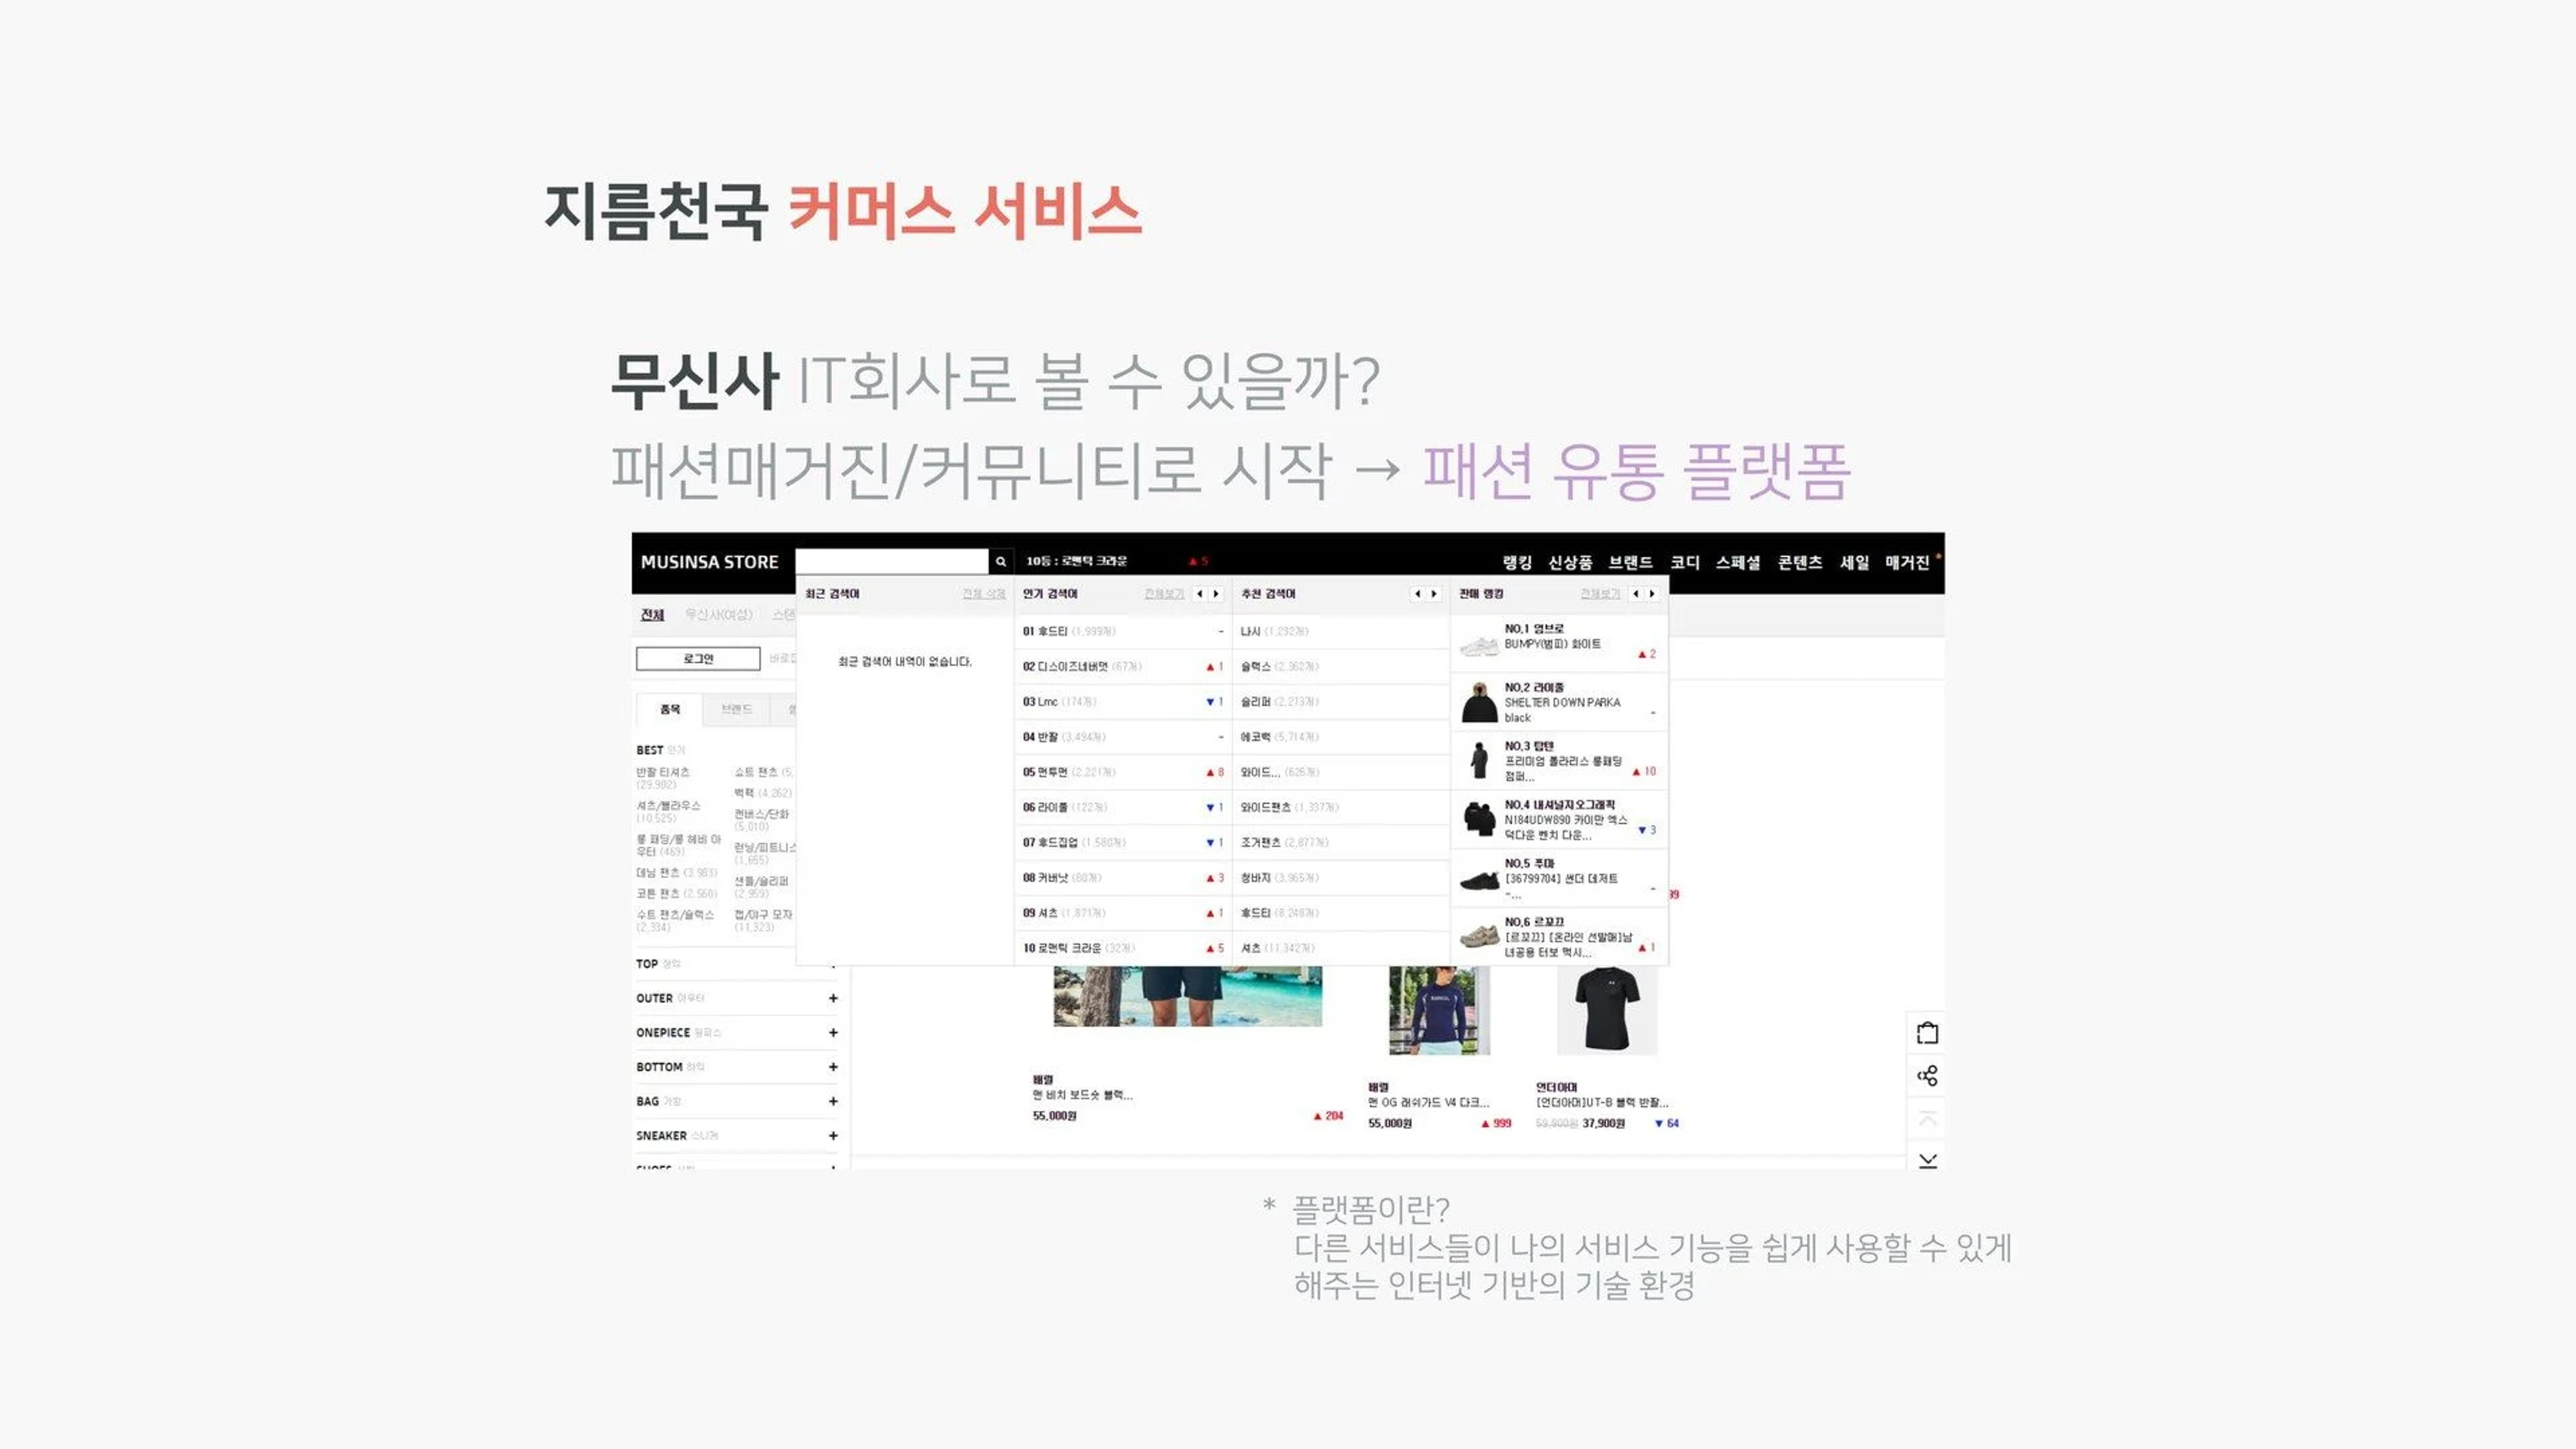 지름천국 커머스 서비스
무신사 IT회사로 볼 수 있을까?
패션매거진/커뮤니티로 시작 → 패션 유통 플랫폼
MUSINSA STORE
10등 : 로맨틱 크라운 ▲ 5
랭킹 신상품 브랜드 코디 스페셜 콘텐츠 세일 매거진
전체 무신사(여성)
로그인
품목 브랜드
BEST 인기
반팔 티셔츠
(29,902)
셔츠/블라우스
(10,525)
롱 패딩/롱 헤비 아
우터 (469)
데님 팬츠 (3,983)
코튼 팬츠 (2,560)
수트 팬츠/슬랙스
(2,334)
쇼트 팬츠
백팩 (4,262)
캔버스/단화
(5,010)
런닝/피트니스
(1,655)
샌들/슬리퍼
(2,959)
캡/야구 모자
(11,323)
TOP 상의
OUTER 아우터 +
ONEPIECE 원피스 +
BOTTOM 하의 +
BAG 가방 +
SNEAKER 스니커 +
최근 검색어 전체 삭제
최근 검색어 내역이 없습니다.
인기 검색어 전체보기
01 후드티 (1,999개) -
02 디스이즈네버댓 (67개) ▲ 1
03 Lmc (174개) ▼ 1
04 반팔 (3,494개) -
05 맨투맨 (2,221개) ▲ 8
06 라이풀 (122개) ▼ 1
07 후드집업 (1,580개) ▼ 1
08 커버낫 (80개) ▲ 3
09 셔츠 (1,871개) ▲ 1
10 로맨틱 크라운 (32개) ▲ 5
추천 검색어
나시 (1,232개)
슬랙스 (2,362개)
슬리퍼 (2,273개)
에코백 (5,714개)
와이드... (626개)
와이드팬츠 (1,337개)
조거팬츠 (2,877개)
청바지 (3,965개)
후드티 (8,248개)
셔츠 (11,342개)
판매 랭킹 전체보기
NO.1 엄브로
BUMPY(범피) 화이트
▲ 2
NO.2 라이풀
SHELTER DOWN PARKA
black -
NO.3 탑텐
프리미엄 폴라리스 롱패딩
점퍼... ▲ 10
NO.4 내셔널지오그래픽
N184UDW890 카이만 엑스
덕다운 벤치 다운... ▼ 3
NO.5 푸마
[36799704] 썬더 데저트
-... -
NO.6 르꼬끄
[르꼬끄] [온라인 선발매]남
녀공용 터보 맥시... ▲ 1
배럴
맨 비치 보드숏 블랙...
55,000원 ▲ 204
배럴
맨 OG 래쉬가드 V4 다크...
55,000원 ▲ 999
언더아머
[언더아머]UT-B 블랙 반팔...
59,000원 37,900원 ▼ 64
* 플랫폼이란?
다른 서비스들이 나의 서비스 기능을 쉽게 사용할 수 있게
해주는 인터넷 기반의 기술 환경